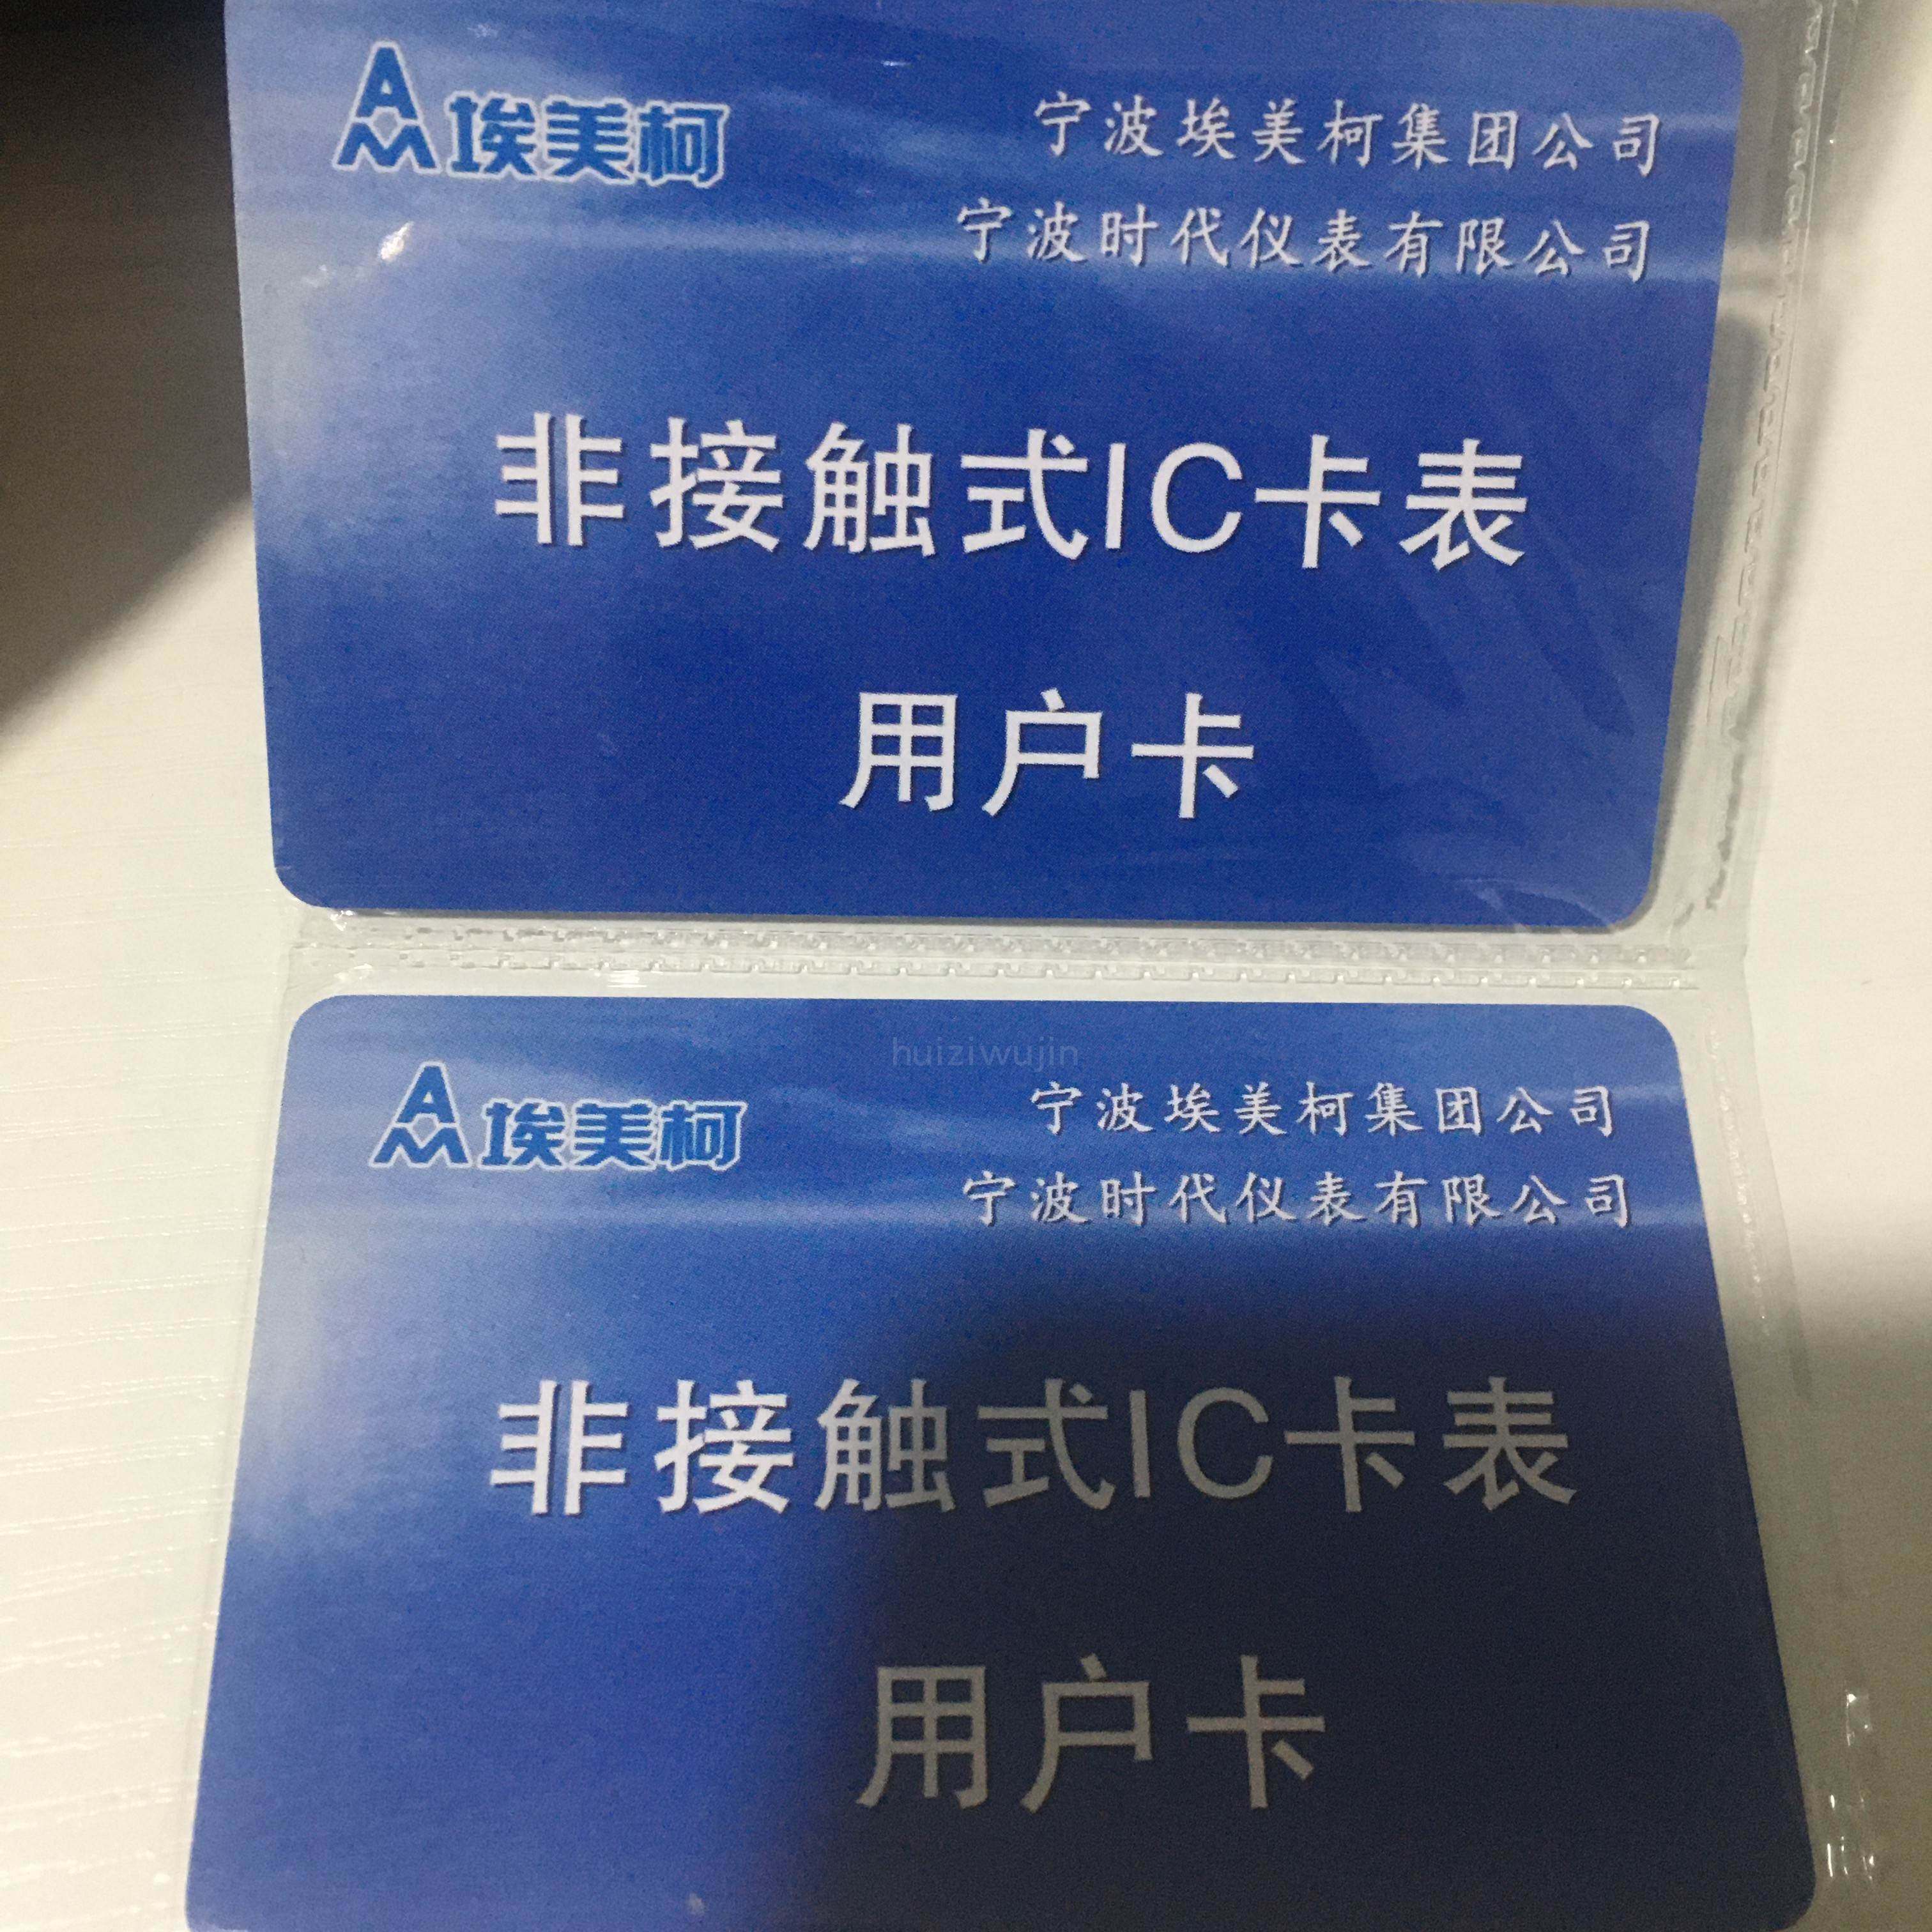 埃美柯
宁波埃美柯集团公司
宁波时代仪表有限公司
非接触式IC卡表
用户卡
huiziwujin
埃美柯
宁波埃美柯集团公司
宁波时代仪表有限公司
非接触式IC卡表
用户卡